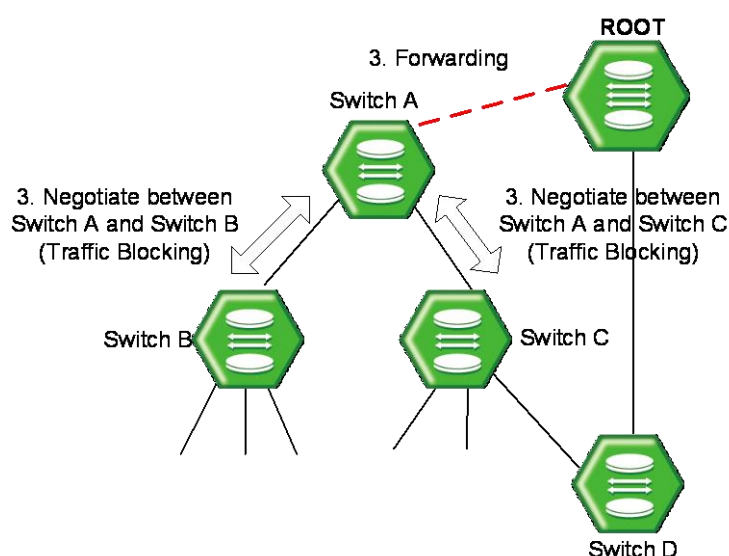 ROOT
3. Forwarding
Switch A
3. Negotiate between
Switch A and Switch B
(Traffic Blocking)
3. Negotiate between
Switch A and Switch C
(Traffic Blocking)
Switch B
Switch C
Switch D